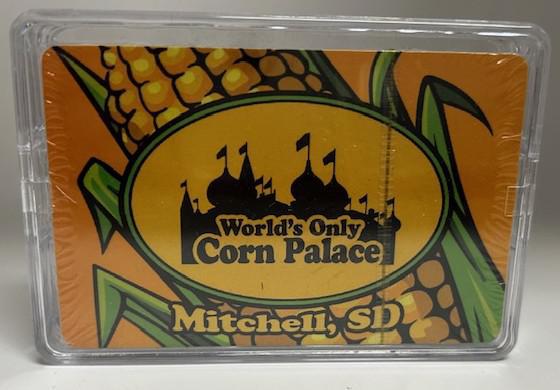 World's Only
Corn Palace
Mitchell, SD